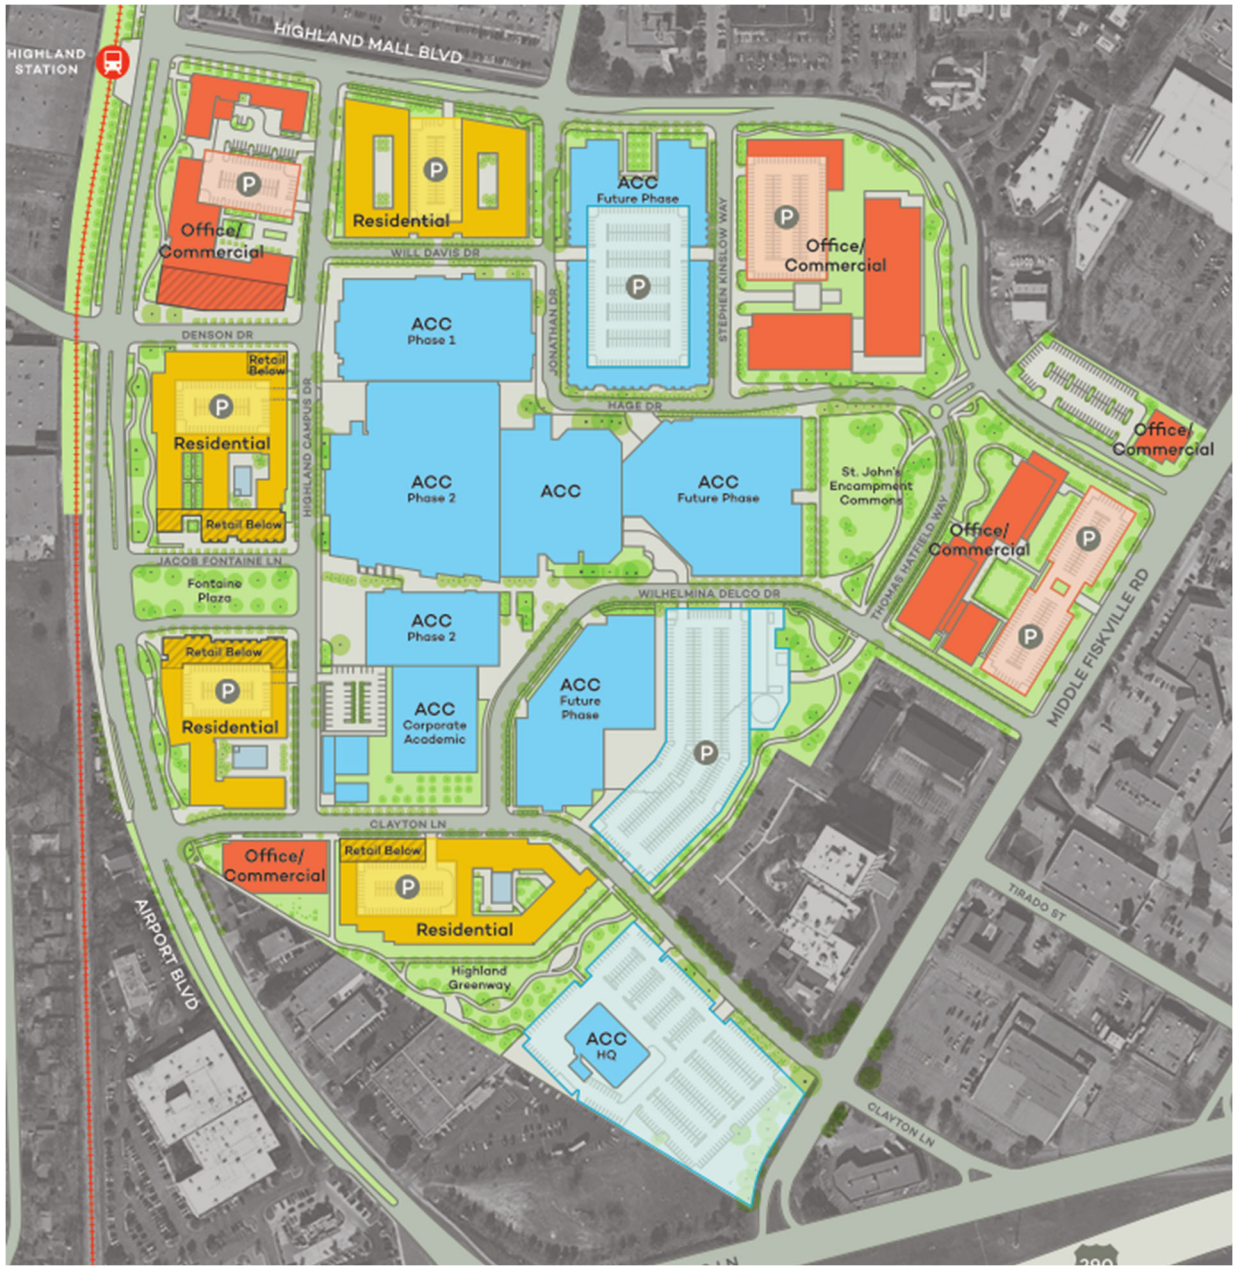 HIGHLAND MALL BLVD
HIGHLAND
STATION
P
Office/
Commercial
P
Residential
ACC
Future Phase
P
P
Office/
Commercial
STEPHEN KINSLOW WAY
WILL DAVIS DR
JONATHAN DR
DENSON DR
ACC
Phase 1
Retail
Below
P
Residential
Retail Below
HIGHLAND CAMPUS DR
HAGE DR
ACC
Phase 2
ACC
ACC
Future Phase
St. John's
Encampment
Commons
Office/
Commercial
Office/
Commercial
P
P
THOMAS HATFIELD WAY
MIDDLE FISKVILLE RD
JACOB FONTAINE LN
Fontaine
Plaza
WILHELMINA DELCO DR
ACC
Phase 2
Retail Below
P
Residential
ACC
Corporate
Academic
ACC
Future
Phase
P
CLAYTON LN
Office/
Commercial
Retail Below
P
Residential
AIRPORT BLVD
Highland
Greenway
ACC
HQ
TIRADO ST
CLAYTON LN
LN
290